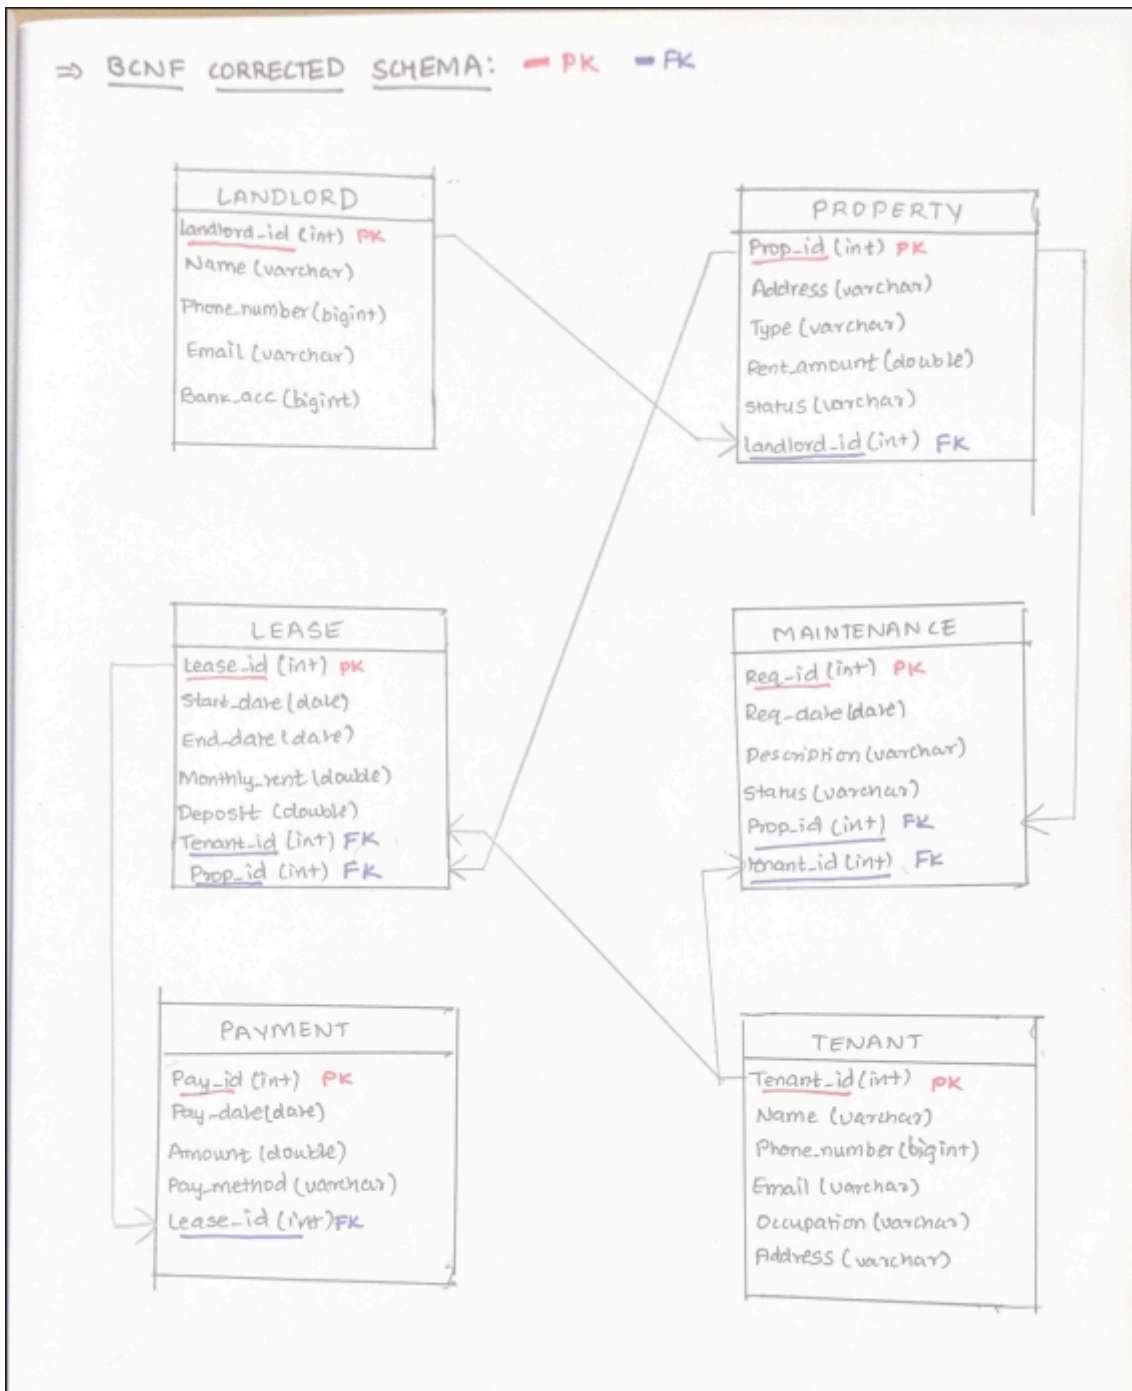 ⇒ BCNF CORRECTED SCHEMA: - PK - FK
LANDLORD
landlord_id (int) PK
Name (varchar)
Phone_number (bigint)
Email (varchar)
Bank_acc (bigint)
PROPERTY
Prop_id (int) PK
Address (varchar)
Type (varchar)
Rent_amount (double)
Status (varchar)
landlord_id (int) FK
LEASE
Lease_id (int) PK
Start_date (date)
End_date (date)
Monthly_rent (double)
Deposit (double)
Tenant_id (int) FK
Prop_id (int) FK
MAINTENANCE
Req_id (int) PK
Req_date (date)
Description (varchar)
Status (varchar)
Prop_id (int) FK
tenant_id (int) FK
PAYMENT
Pay_id (int) PK
Pay_date (date)
Amount (double)
Pay_method (varchar)
Lease_id (int) FK
TENANT
Tenant_id (int) PK
Name (varchar)
Phone_number (bigint)
Email (varchar)
Occupation (varchar)
Address (varchar)